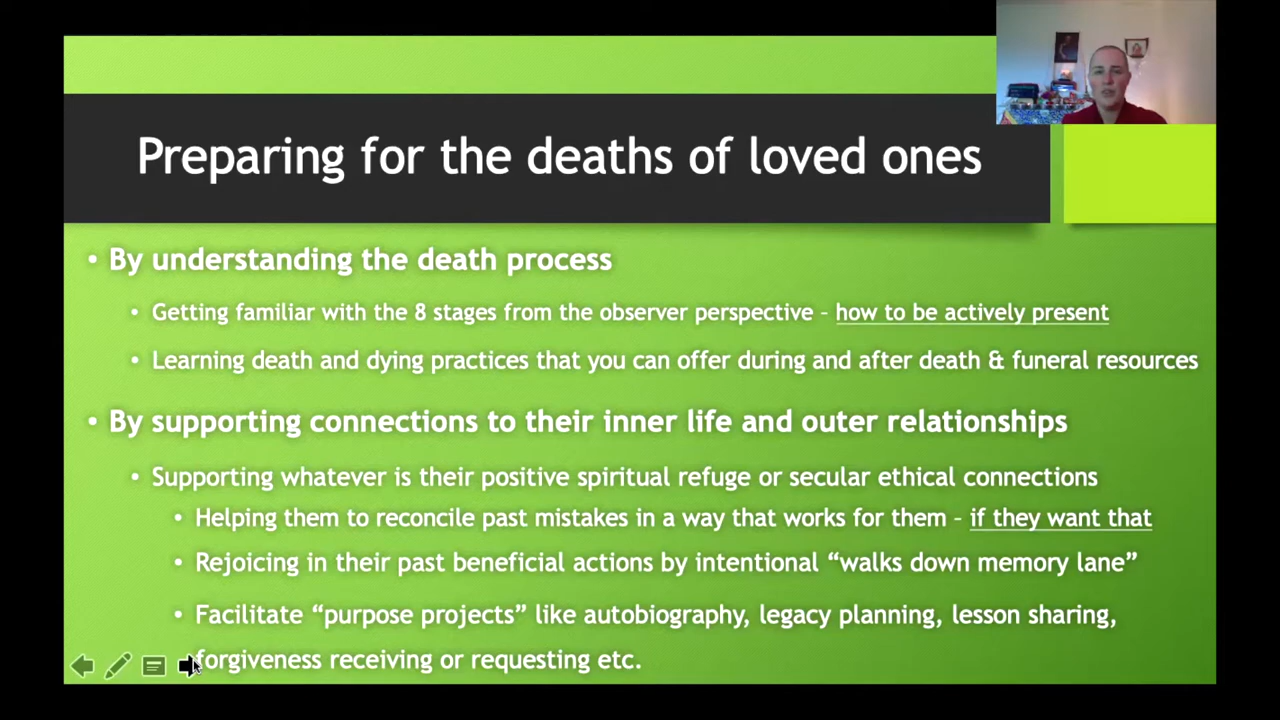 Preparing for the deaths of loved ones
• By understanding the death process
• Getting familiar with the 8 stages from the observer perspective – how to be actively present
• Learning death and dying practices that you can offer during and after death & funeral resources
• By supporting connections to their inner life and outer relationships
• Supporting whatever is their positive spiritual refuge or secular ethical connections
• Helping them to reconcile past mistakes in a way that works for them – if they want that
• Rejoicing in their past beneficial actions by intentional “walks down memory lane”
• Facilitate “purpose projects” like autobiography, legacy planning, lesson sharing,
forgiveness receiving or requesting etc.